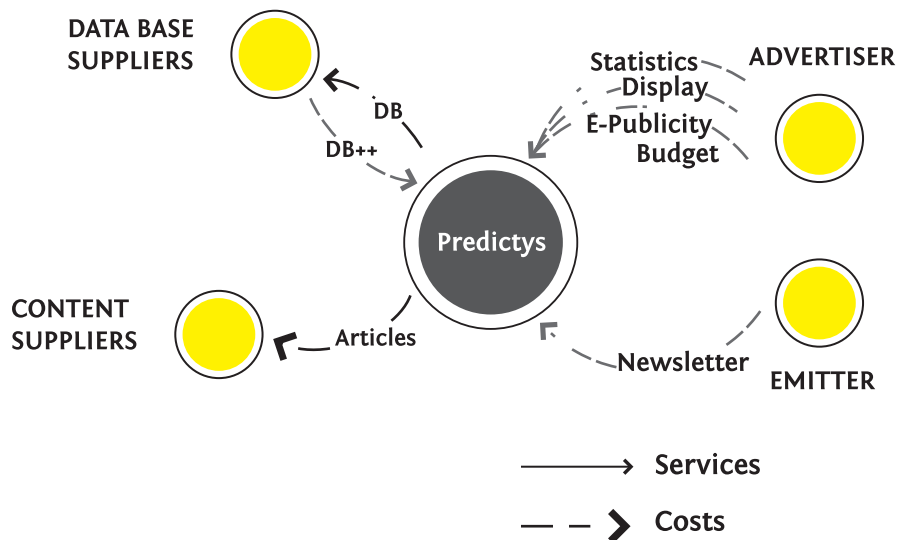 DATA BASE
SUPPLIERS
DB
DB++
Statistics
Display
E-Publicity
Budget
ADVERTISER
Predictys
CONTENT
SUPPLIERS
Articles
Newsletter
EMITTER
Services
Costs